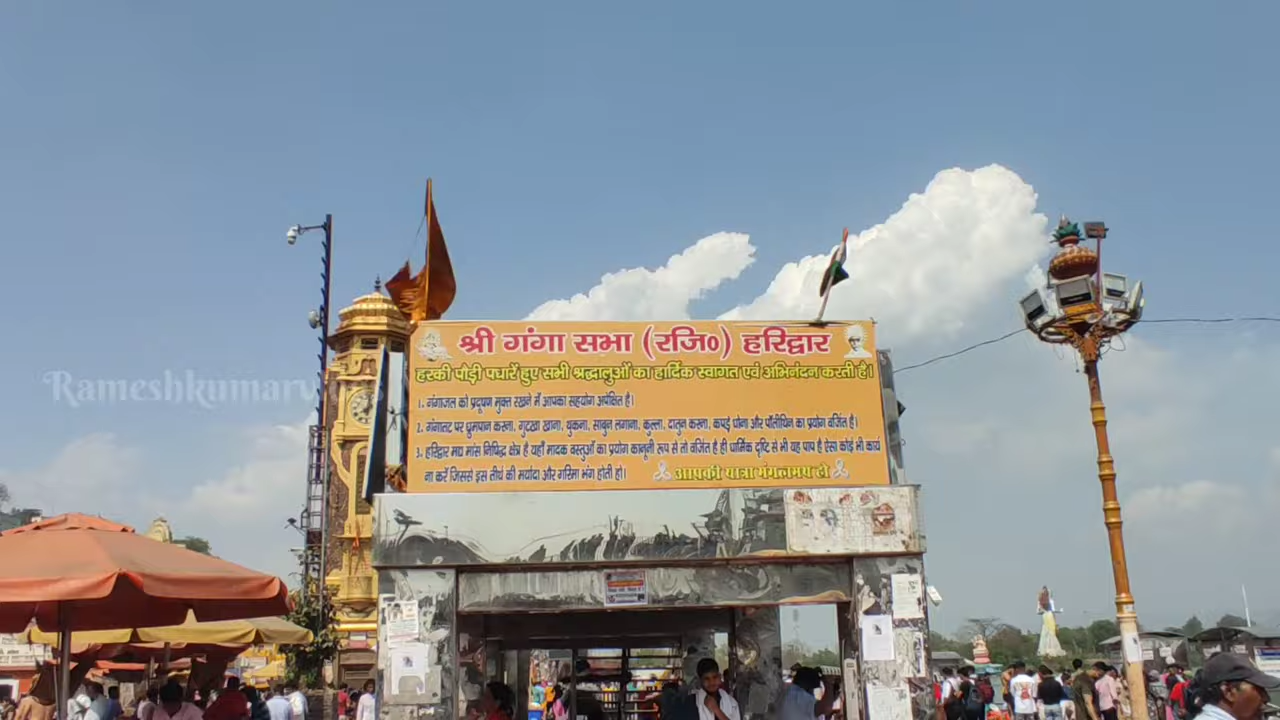 श्री गंगा सभा (रजि०) हरिद्वार
हरकी पौड़ी पधारें हुए सभी श्रद्धालुओं का हार्दिक स्वागत एवं अभिनंदन करती है।
1. गंगाजल को प्रदूषण मुक्त रखने में आपका सहयोग अपेक्षित है।
2. गंगातट पर धूम्रपान करना, गुटखा खाना, थुकना, साबुन लगाना, कुल्ला, दातुन करना, कपड़े धोना और पॉलीथिन का प्रयोग वर्जित है।
3. हरिद्वार मद्य मांस निषिद्ध क्षेत्र है यहाँ मादक वस्तुओं का प्रयोग कानूनी रूप से तो वर्जित है ही धार्मिक दृष्टि से भी यह पाप है ऐसा कोई भी कार्य
ना करें जिससे इस तीर्थ की मर्यादा और गरिमा भंग होती हो।
आपकी यात्रा मंगलमय हो
Rameshkumarv